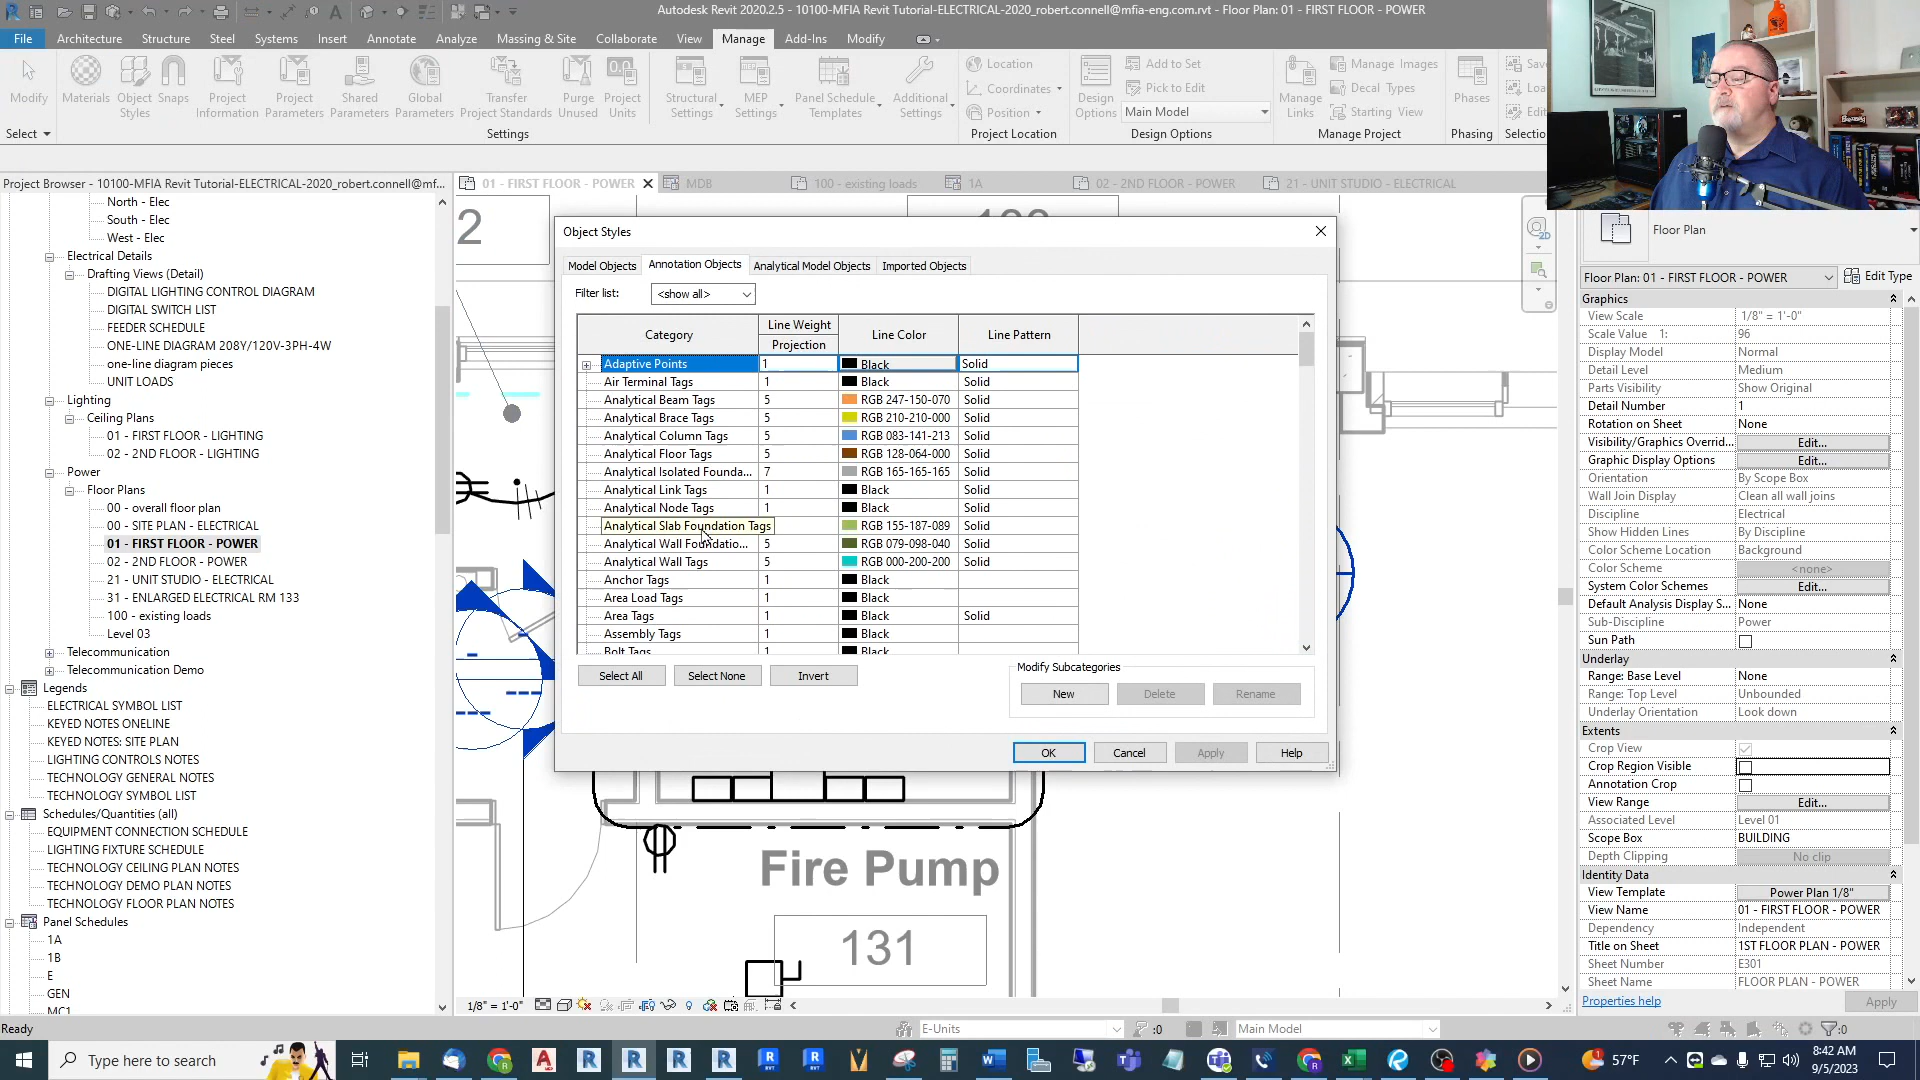 Autodesk Revit 2020.2.5 - 10100-MFIA Revit Tutorial-ELECTRICAL-2020_robert.connell@mfia-eng.com.rvt - Floor Plan: 01 - FIRST FLOOR - POWER
File Architecture Structure Steel Systems Insert Annotate Analyze Massing & Site Collaborate View Manage Add-Ins Modify
Modify
Materials
Object Styles
Snaps
Project Information
Project Parameters
Shared Parameters
Global Parameters
Transfer Project Standards
Purge Unused
Project Units
Structural Settings
MEP Settings
Panel Schedule Templates
Additional Settings
Location
Coordinates
Position
Design Options
Add to Set
Pick to Edit
Main Model
Manage Links
Manage Images
Decal Types
Starting View
Phases
Select
Settings
Project Location
Design Options
Manage Project
Phasing
Selectio
Project Browser - 10100-MFIA Revit Tutorial-ELECTRICAL-2020_robert.connell@mf...
North - Elec
South - Elec
West - Elec
Electrical Details
Drafting Views (Detail)
DIGITAL LIGHTING CONTROL DIAGRAM
DIGITAL SWITCH LIST
FEEDER SCHEDULE
ONE-LINE DIAGRAM 208Y/120V-3PH-4W
one-line diagram pieces
UNIT LOADS
Lighting
Ceiling Plans
01 - FIRST FLOOR - LIGHTING
02 - 2ND FLOOR - LIGHTING
Power
Floor Plans
00 - overall floor plan
00 - SITE PLAN - ELECTRICAL
01 - FIRST FLOOR - POWER
02 - 2ND FLOOR - POWER
21 - UNIT STUDIO - ELECTRICAL
31 - ENLARGED ELECTRICAL RM 133
100 - existing loads
Level 03
Telecommunication
Telecommunication Demo
Legends
ELECTRICAL SYMBOL LIST
KEYED NOTES ONELINE
KEYED NOTES: SITE PLAN
LIGHTING CONTROLS NOTES
TECHNOLOGY GENERAL NOTES
TECHNOLOGY SYMBOL LIST
Schedules/Quantities (all)
EQUIPMENT CONNECTION SCHEDULE
LIGHTING FIXTURE SCHEDULE
TECHNOLOGY CEILING PLAN NOTES
TECHNOLOGY DEMO PLAN NOTES
TECHNOLOGY FLOOR PLAN NOTES
Panel Schedules
1A
1B
E
GEN
MC1
01 - FIRST FLOOR - POWER MDB 100 - existing loads 1A 02 - 2ND FLOOR - POWER 21 - UNIT STUDIO - ELECTRICAL
2
Object Styles
Model Objects Annotation Objects Analytical Model Objects Imported Objects
Filter list: <show all>
Category Line Weight Line Color Line Pattern
Projection
Adaptive Points 1 Black Solid
Air Terminal Tags 1 Black Solid
Analytical Beam Tags 5 RGB 247-150-070 Solid
Analytical Brace Tags 5 RGB 210-210-000 Solid
Analytical Column Tags 5 RGB 083-141-213 Solid
Analytical Floor Tags 5 RGB 128-064-000 Solid
Analytical Isolated Founda... 7 RGB 165-165-165 Solid
Analytical Link Tags 1 Black Solid
Analytical Node Tags 1 Black Solid
Analytical Slab Foundation Tags RGB 155-187-089 Solid
Analytical Wall Foundatio... 5 RGB 079-098-040 Solid
Analytical Wall Tags 5 RGB 000-200-200 Solid
Anchor Tags 1 Black
Area Load Tags 1 Black
Area Tags 1 Black Solid
Assembly Tags 1 Black
Bolt Tags 1 Black
Select All Select None Invert
Modify Subcategories
New Delete Rename
OK Cancel Apply Help
Fire Pump
131
1/8" = 1'-0"
Floor Plan
Floor Plan: 01 - FIRST FLOOR - POWER Edit Type
Graphics
View Scale 1/8" = 1'-0"
Scale Value 1: 96
Display Model Normal
Detail Level Medium
Parts Visibility Show Original
Detail Number 1
Rotation on Sheet None
Visibility/Graphics Overrid... Edit...
Graphic Display Options Edit...
Orientation By Scope Box
Wall Join Display Clean all wall joins
Discipline Electrical
Show Hidden Lines By Discipline
Color Scheme Location Background
Color Scheme <none>
System Color Schemes Edit...
Default Analysis Display S... None
Sub-Discipline Power
Sun Path
Underlay
Range: Base Level None
Range: Top Level Unbounded
Underlay Orientation Look down
Extents
Crop View
Crop Region Visible
Annotation Crop
View Range Edit...
Associated Level Level 01
Scope Box BUILDING
Depth Clipping No clip
Identity Data
View Template Power Plan 1/8"
View Name 01 - FIRST FLOOR - POWER
Dependency Independent
Title on Sheet 1ST FLOOR PLAN - POWER
Sheet Number E301
Sheet Name FLOOR PLAN - POWER
Properties help Apply
Ready E-Units :0 Main Model :0
Type here to search
57°F
8:42 AM
9/5/2023